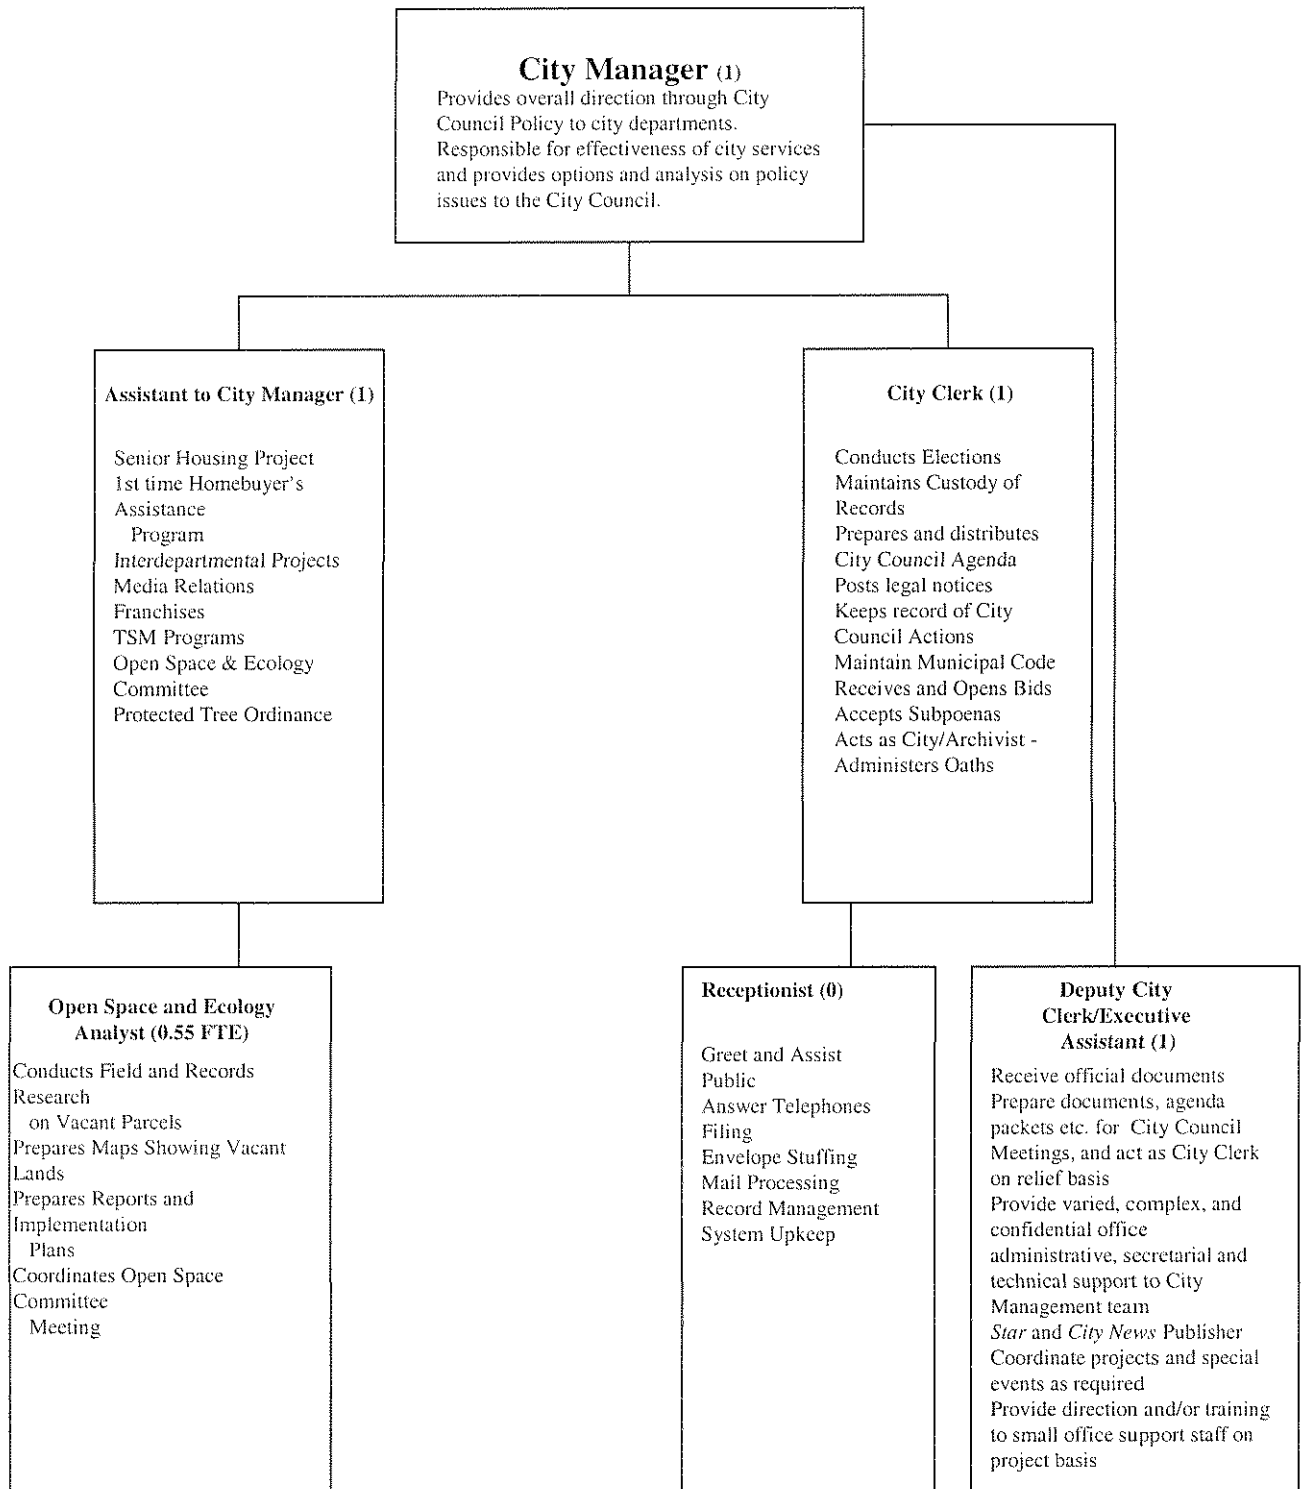 City Manager (1)
Provides overall direction through City
Council Policy to city departments.
Responsible for effectiveness of city services
and provides options and analysis on policy
issues to the City Council.
Assistant to City Manager (1)
Senior Housing Project
1st time Homebuyer's
Assistance
Program
Interdepartmental Projects
Media Relations
Franchises
TSM Programs
Open Space & Ecology
Committee
Protected Tree Ordinance
City Clerk (1)
Conducts Elections
Maintains Custody of
Records
Prepares and distributes
City Council Agenda
Posts legal notices
Keeps record of City
Council Actions
Maintain Municipal Code
Receives and Opens Bids
Accepts Subpoenas
Acts as City/Archivist -
Administers Oaths
Open Space and Ecology
Analyst (0.55 FTE)
Conducts Field and Records
Research
on Vacant Parcels
Prepares Maps Showing Vacant
Lands
Prepares Reports and
Implementation
Plans
Coordinates Open Space
Committee
Meeting
Receptionist (0)
Greet and Assist
Public
Answer Telephones
Filing
Envelope Stuffing
Mail Processing
Record Management
System Upkeep
Deputy City
Clerk/Executive
Assistant (1)
Receive official documents
Prepare documents, agenda
packets etc. for City Council
Meetings, and act as City Clerk
on relief basis
Provide varied, complex, and
confidential office
administrative, secretarial and
technical support to City
Management team
Star and City News Publisher
Coordinate projects and special
events as required
Provide direction and/or training
to small office support staff on
project basis